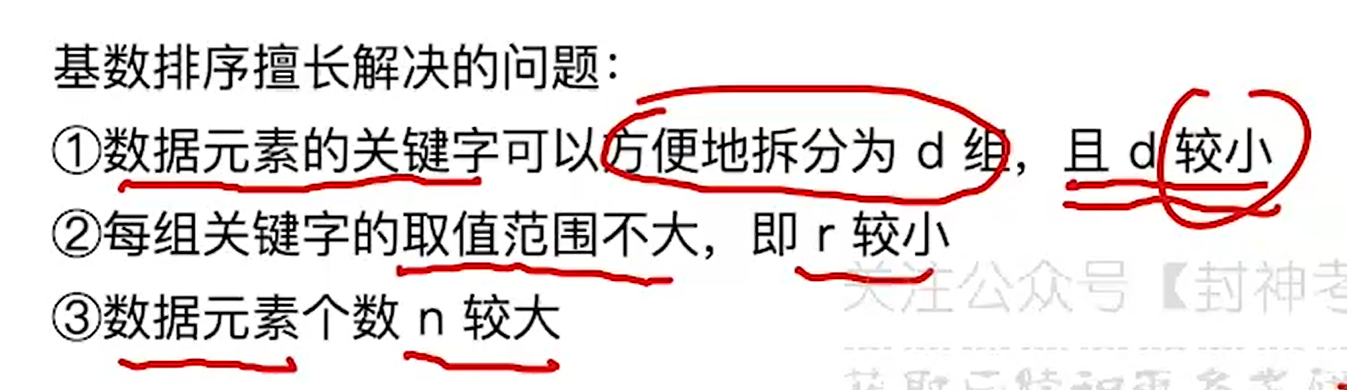 基数排序擅长解决的问题：
①数据元素的关键字可以方便地拆分为 d 组，且 d 较小
②每组关键字的取值范围不大，即 r 较小
关注公众号【封神考
③数据元素个数 n 较大